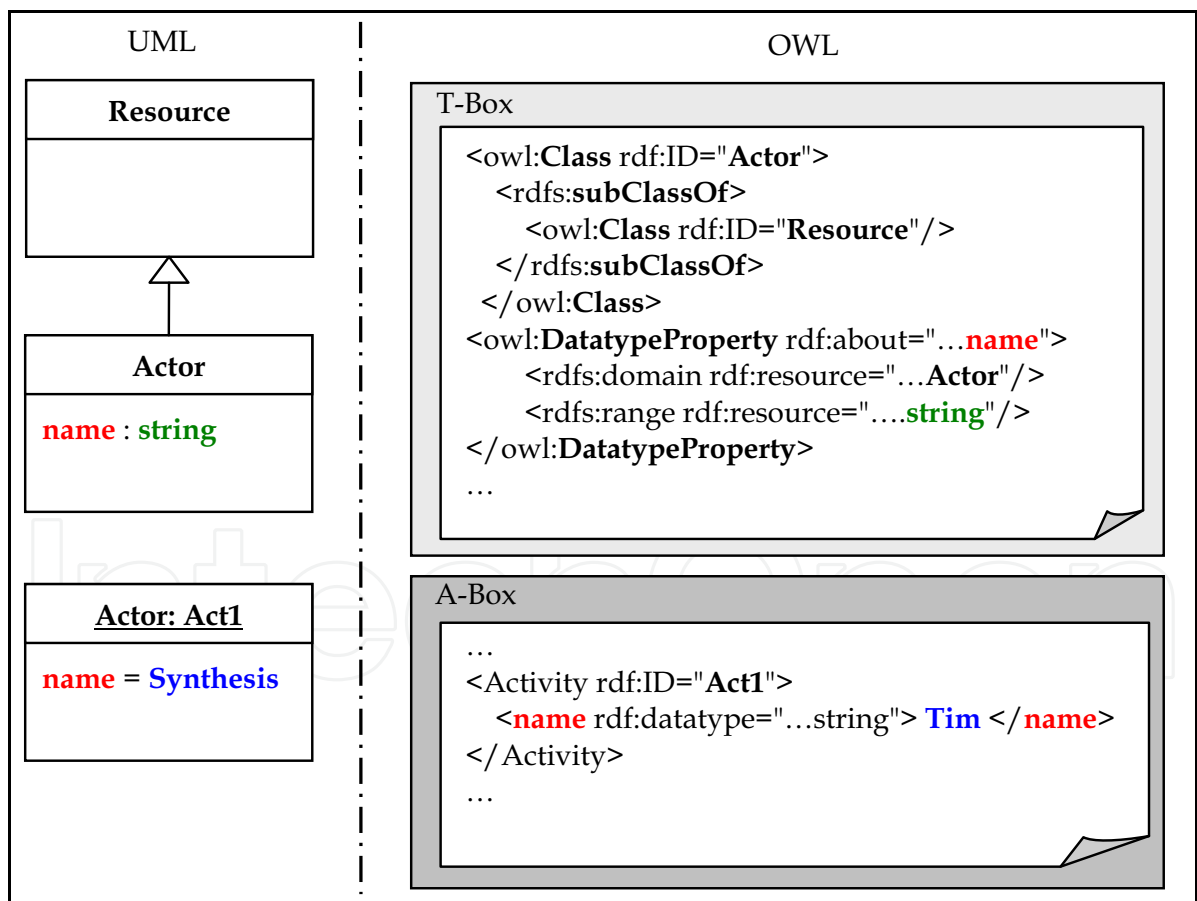 UML
Resource
Actor
name : string
Actor: Act1
name = Synthesis
OWL
T-Box
<owl:Class rdf:ID="Actor">
<rdfs:subClassOf>
<owl:Class rdf:ID="Resource"/>
</rdfs:subClassOf>
</owl:Class>
<owl:DatatypeProperty rdf:about="…name">
<rdfs:domain rdf:resource="…Actor"/>
<rdfs:range rdf:resource="….string"/>
</owl:DatatypeProperty>
…
A-Box
…
<Activity rdf:ID="Act1">
<name rdf:datatype="…string"> Tim </name>
</Activity>
…
IntechOpen